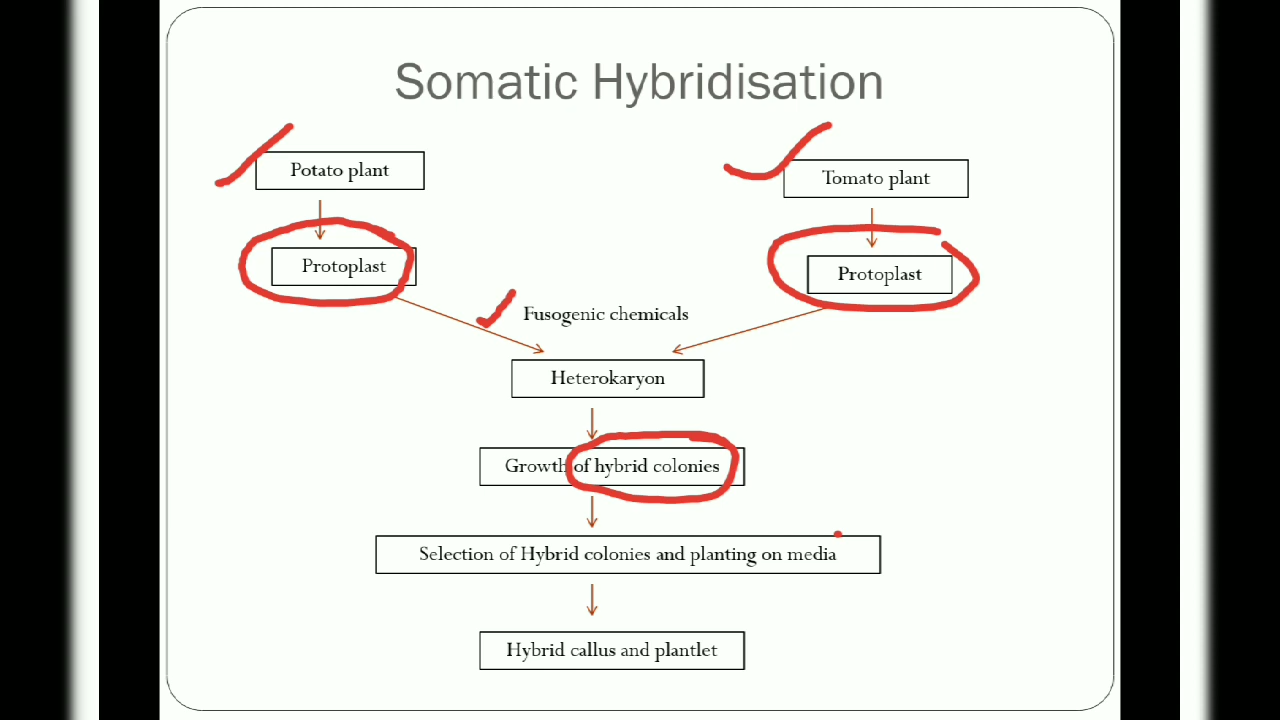 Somatic Hybridisation
Potato plant
Tomato plant
Protoplast
Protoplast
Fusogenic chemicals
Heterokaryon
Growth of hybrid colonies
Selection of Hybrid colonies and planting on media
Hybrid callus and plantlet